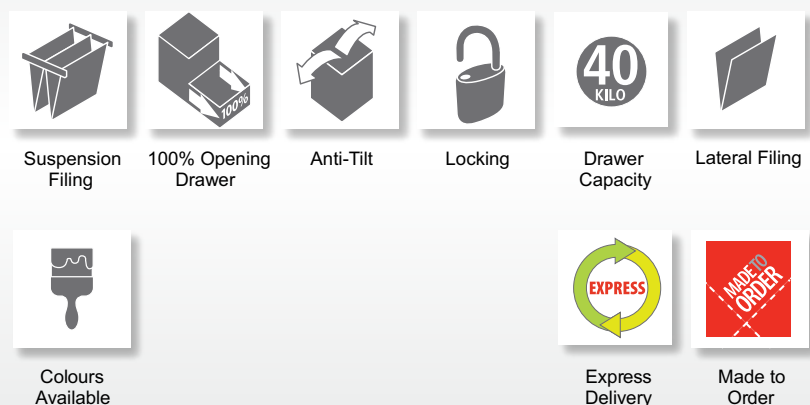 100%
40
KILO
Suspension
Filing
100% Opening
Drawer
Anti-Tilt
Locking
Drawer
Capacity
Lateral Filing
EXPRESS
MADE TO
ORDER
Colours
Available
Express
Delivery
Made to
Order